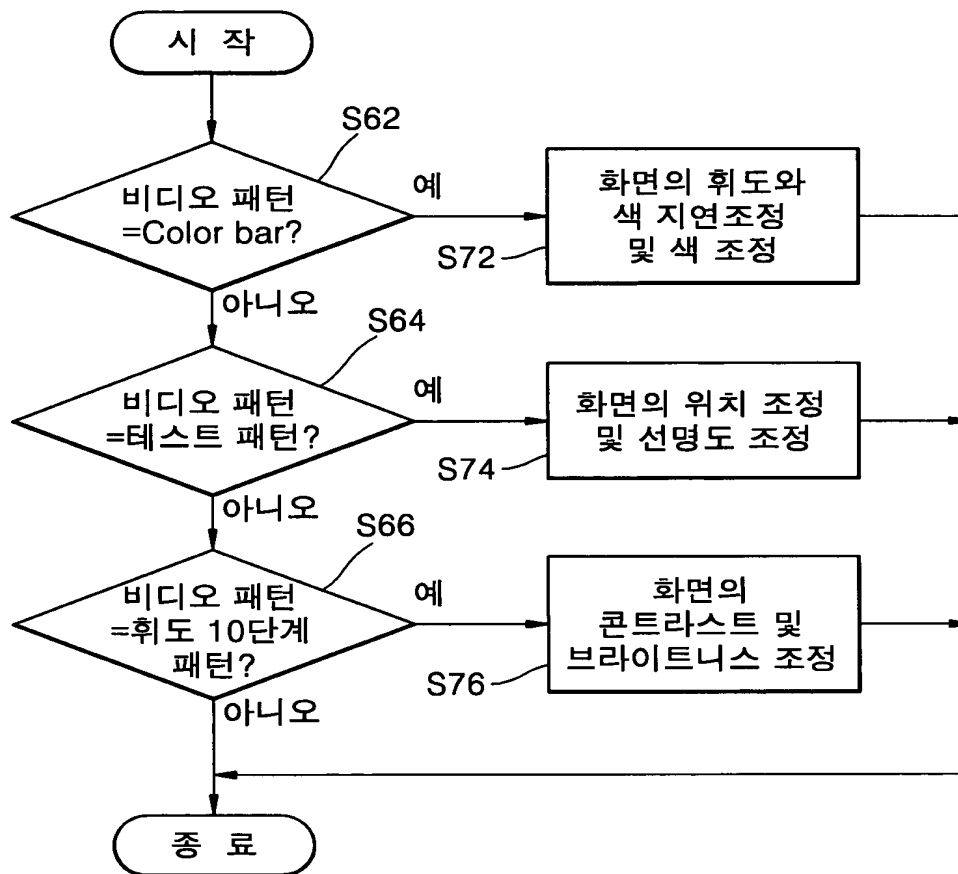 시 작
S62
비디오 패턴
=Color bar?
예
화면의 휘도와
색 지연조정
및 색 조정
S72
아니오
S64
비디오 패턴
=테스트 패턴?
예
화면의 위치 조정
및 선명도 조정
S74
아니오
S66
비디오 패턴
=휘도 10단계
패턴?
예
화면의
콘트라스트 및
브라이트니스 조정
S76
아니오
종 료